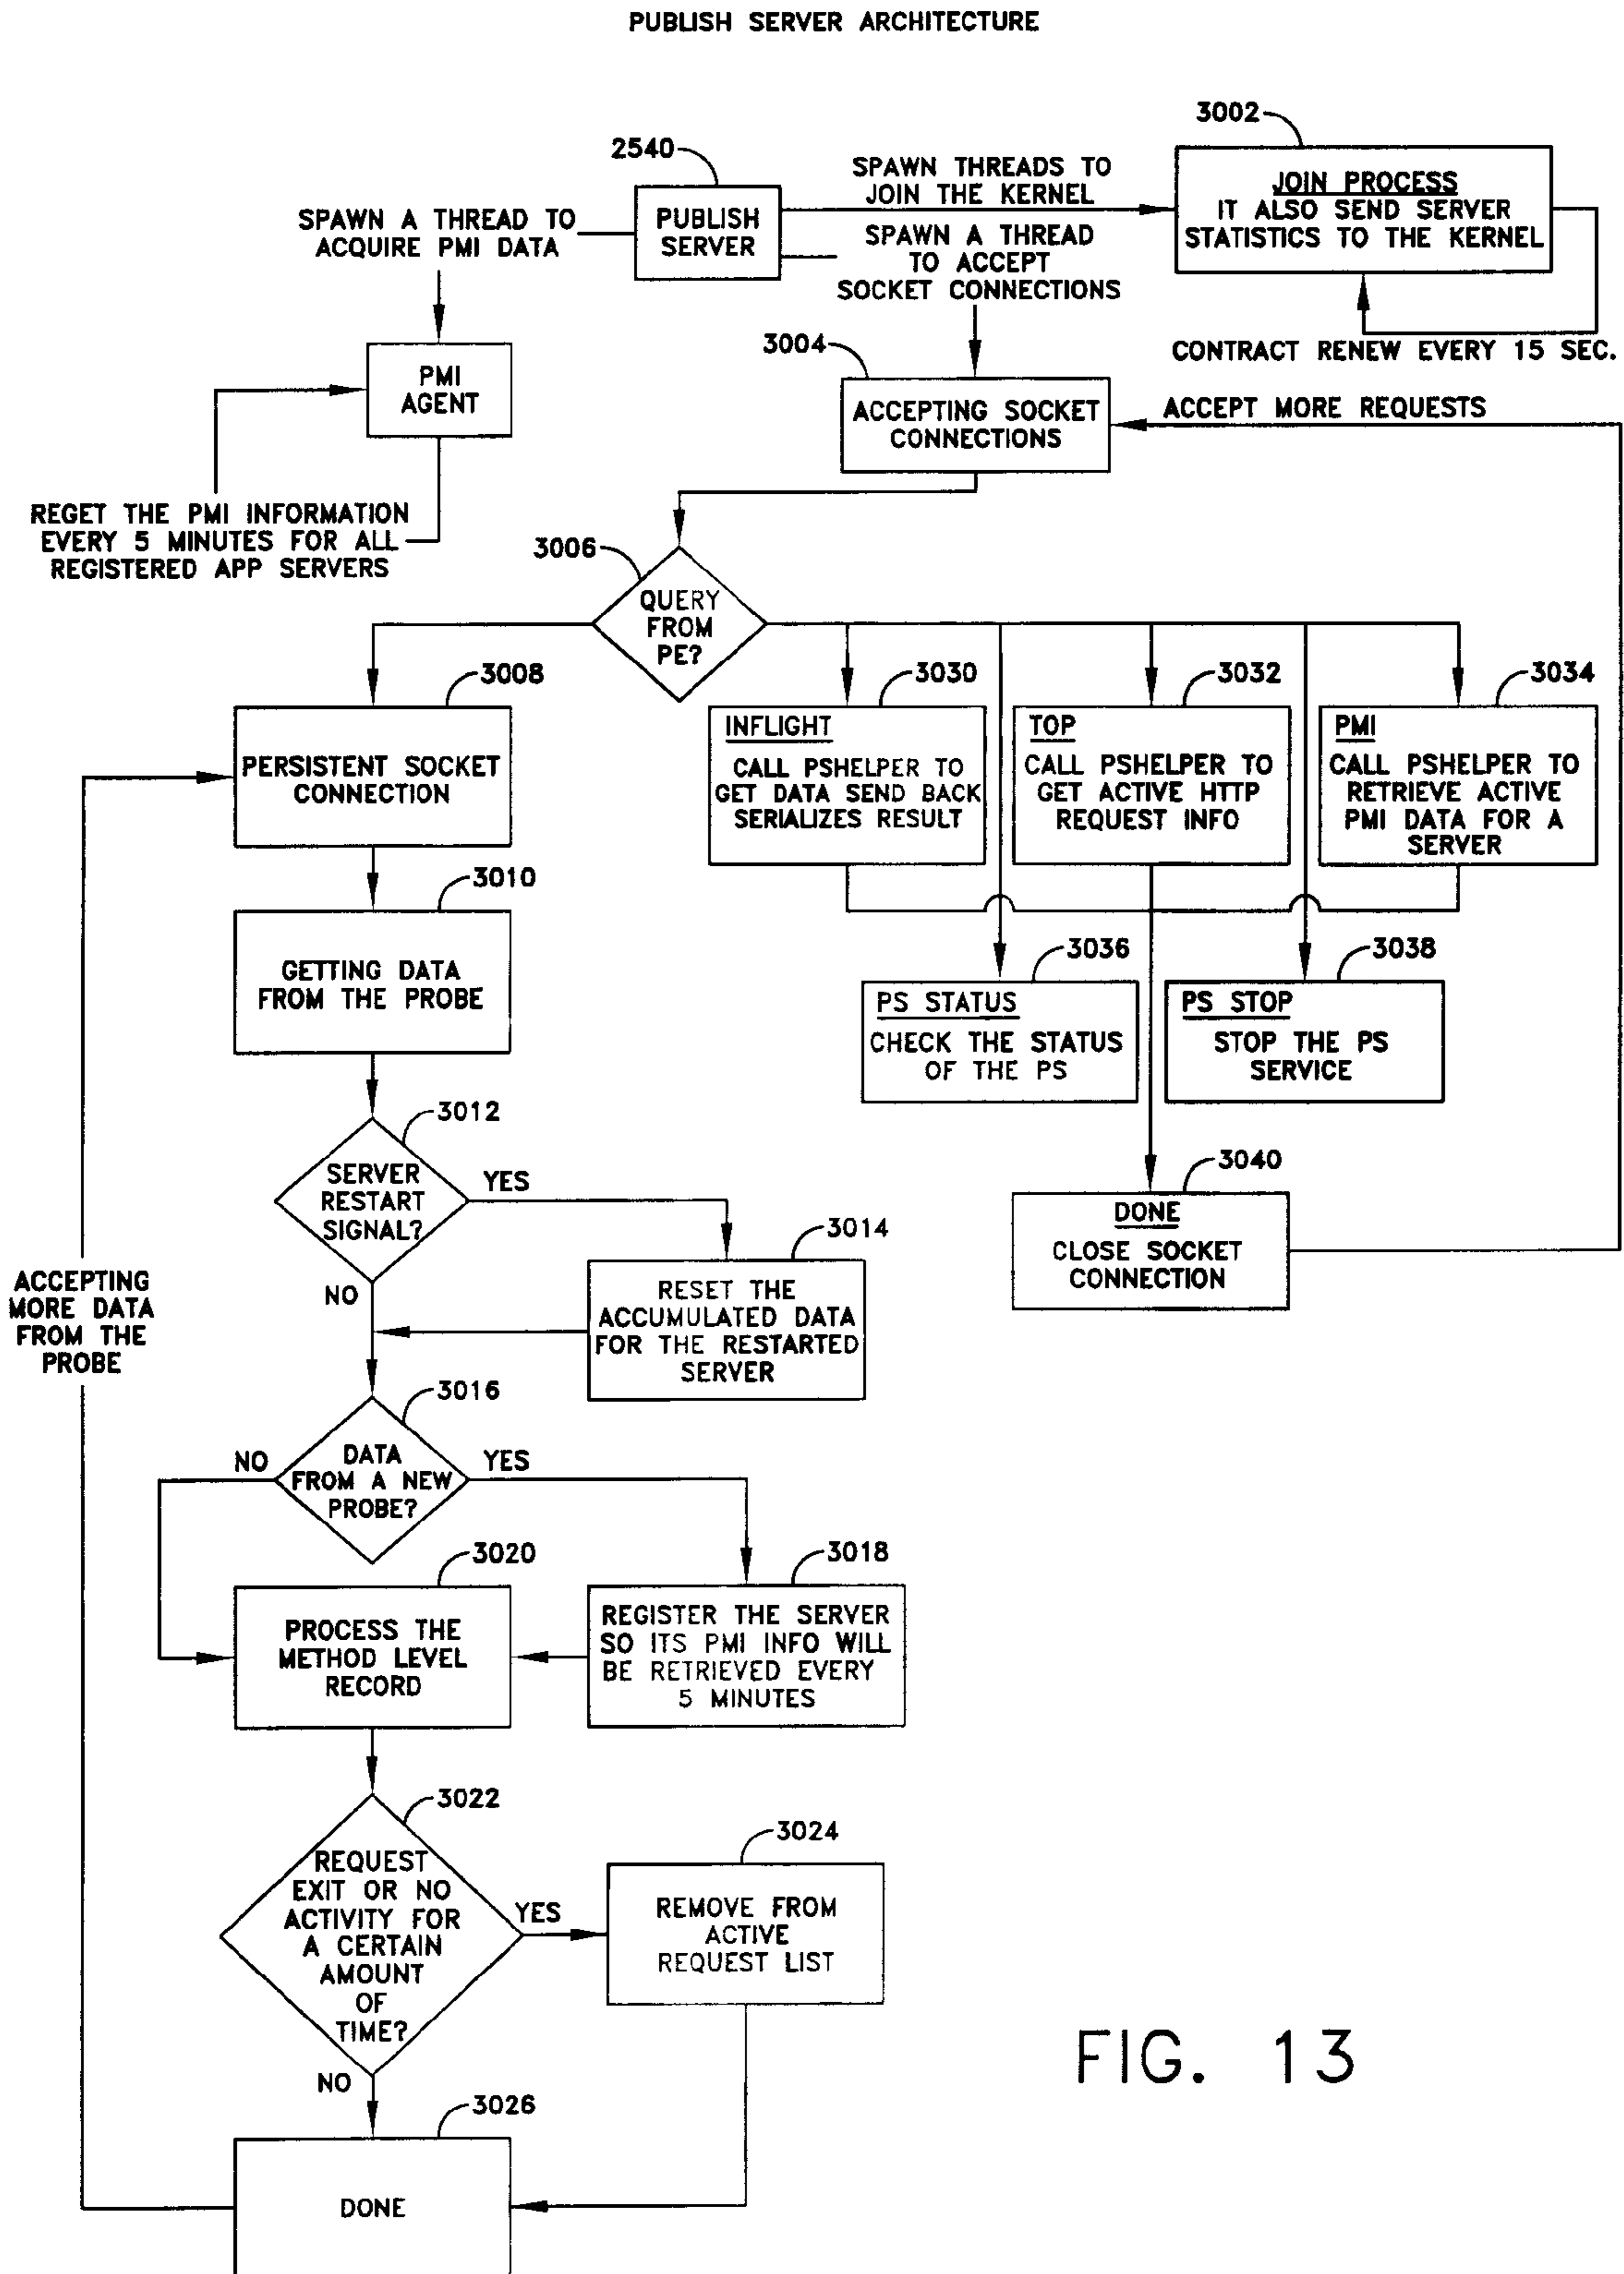 PUBLISH SERVER ARCHITECTURE
3002
2540
SPAWN THREADS TO
JOIN THE KERNEL
JOIN PROCESS
IT ALSO SEND SERVER
STATISTICS TO THE KERNEL
SPAWN A THREAD TO
ACQUIRE PMI DATA
PUBLISH
SERVER
SPAWN A THREAD
TO ACCEPT
SOCKET CONNECTIONS
3004
CONTRACT RENEW EVERY 15 SEC.
PMI
AGENT
ACCEPTING SOCKET
CONNECTIONS
ACCEPT MORE REQUESTS
REGET THE PMI INFORMATION
EVERY 5 MINUTES FOR ALL
REGISTERED APP SERVERS
3006
QUERY
FROM
PE?
3008
PERSISTENT SOCKET
CONNECTION
3030
INFLIGHT
CALL PSHELPER TO
GET DATA SEND BACK
SERIALIZES RESULT
3032
TOP
CALL PSHELPER TO
GET ACTIVE HTTP
REQUEST INFO
3034
PMI
CALL PSHELPER TO
RETRIEVE ACTIVE
PMI DATA FOR A
SERVER
3010
GETTING DATA
FROM THE PROBE
3036
PS STATUS
CHECK THE STATUS
OF THE PS
3038
PS STOP
STOP THE PS
SERVICE
3012
SERVER
RESTART
SIGNAL?
YES
NO
3014
RESET THE
ACCUMULATED DATA
FOR THE RESTARTED
SERVER
3040
DONE
CLOSE SOCKET
CONNECTION
ACCEPTING
MORE DATA
FROM THE
PROBE
3016
DATA
FROM A NEW
PROBE?
NO
YES
3020
PROCESS THE
METHOD LEVEL
RECORD
3018
REGISTER THE SERVER
SO ITS PMI INFO WILL
BE RETRIEVED EVERY
5 MINUTES
3022
REQUEST
EXIT OR NO
ACTIVITY FOR
A CERTAIN
AMOUNT
OF
TIME?
YES
NO
3024
REMOVE FROM
ACTIVE
REQUEST LIST
3026
DONE
FIG. 13